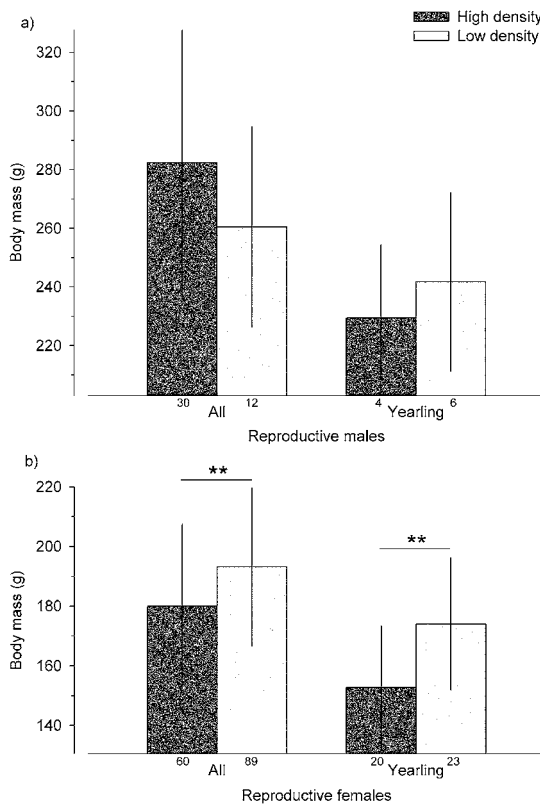 a)
High density
Low density
Body mass (g)
320
300
280
260
240
220
30 12 4 6
All Yearling
Reproductive males
b)
** **
Body mass (g)
220
200
180
160
140
60 89 20 23
All Yearling
Reproductive females